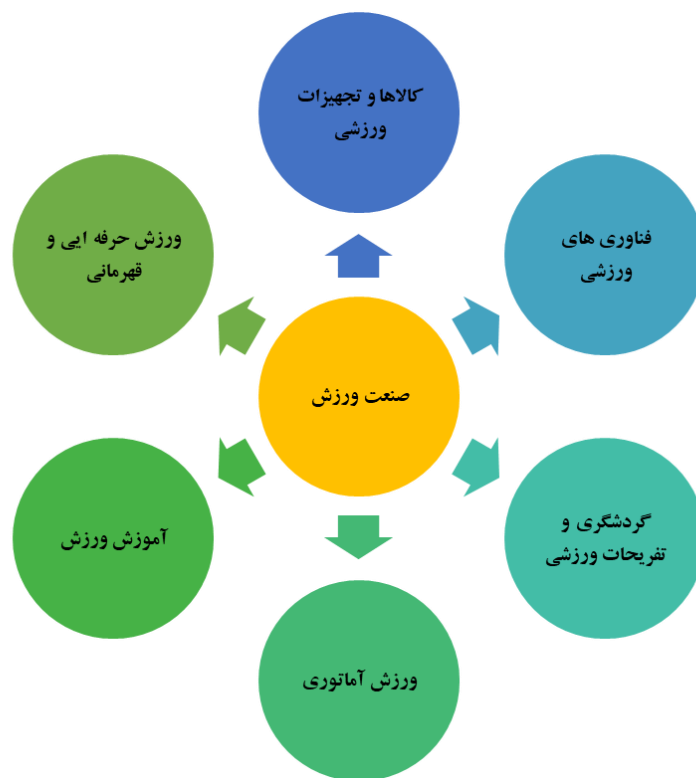 کالاها و تجهیزات
ورزشی
فناوری های
ورزشی
گردشگری و
تفریحات ورزشی
ورزش آماتوری
آموزش ورزش
ورزش حرفه ایی و
قهرمانی
صنعت ورزش